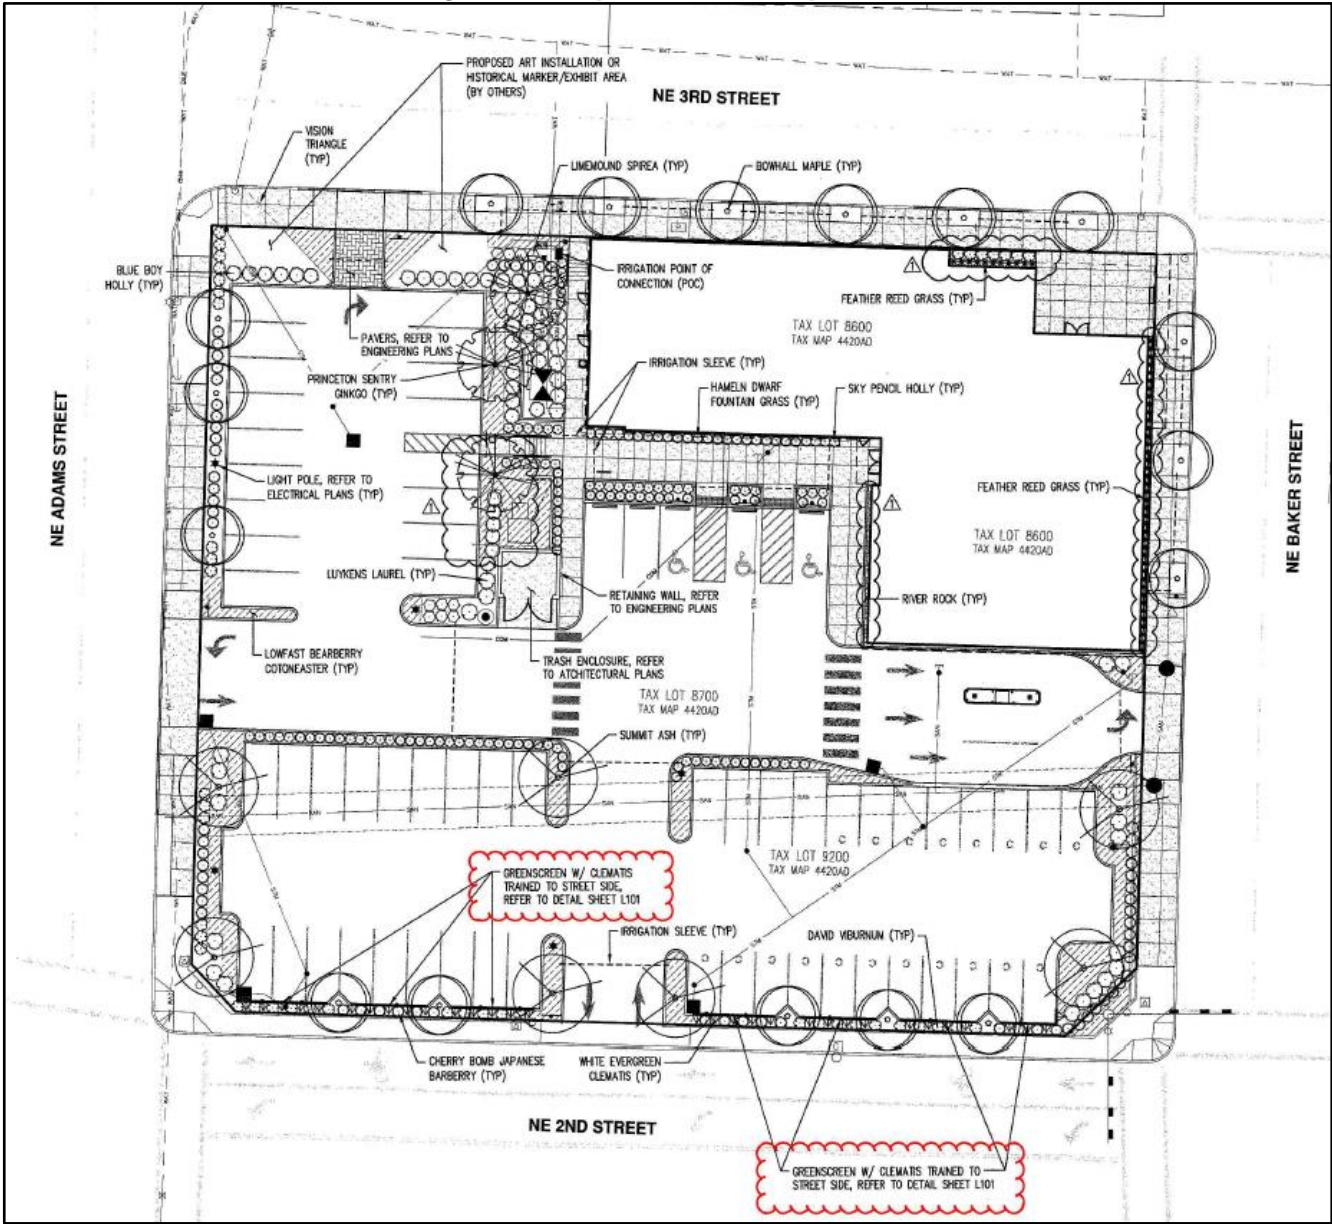 PROPOSED ART INSTALLATION OR
HISTORICAL MARKER/EXHIBIT AREA
(BY OTHERS)
NE 3RD STREET
VISION
TRIANGLE
(TYP)
LIMEMOUND SPIREA (TYP)
BOWHALL MAPLE (TYP)
BLUE BOY
HOLLY (TYP)
IRRIGATION POINT OF
CONNECTION (POC)
FEATHER REED GRASS (TYP)
TAX LOT 8600
TAX MAP 4420AD
PAVERS, REFER TO
ENGINEERING PLANS
IRRIGATION SLEEVE (TYP)
PRINCETON SENTRY
GINKGO (TYP)
HAMELN DWARF
FOUNTAIN GRASS (TYP)
SKY PENCIL HOLLY (TYP)
NE ADAMS STREET
NE BAKER STREET
LIGHT POLE, REFER TO
ELECTRICAL PLANS (TYP)
FEATHER REED GRASS (TYP)
TAX LOT 8600
TAX MAP 4420AD
LUYKENS LAUREL (TYP)
RETAINING WALL, REFER
TO ENGINEERING PLANS
RIVER ROCK (TYP)
LOWFAST BEARBERRY
COTONEASTER (TYP)
TRASH ENCLOSURE, REFER
TO ATCHITECTURAL PLANS
TAX LOT 8700
TAX MAP 4420AD
SUMMIT ASH (TYP)
TAX LOT 9200
TAX MAP 4420AD
GREENSCREEN W/ CLEMATIS
TRAINED TO STREET SIDE,
REFER TO DETAIL SHEET L101
IRRIGATION SLEEVE (TYP)
DAVID VIBURNUM (TYP)
CHERRY BOMB JAPANESE
BARBERRY (TYP)
WHITE EVERGREEN
CLEMATIS (TYP)
NE 2ND STREET
GREENSCREEN W/ CLEMATIS TRAINED TO
STREET SIDE, REFER TO DETAIL SHEET L101